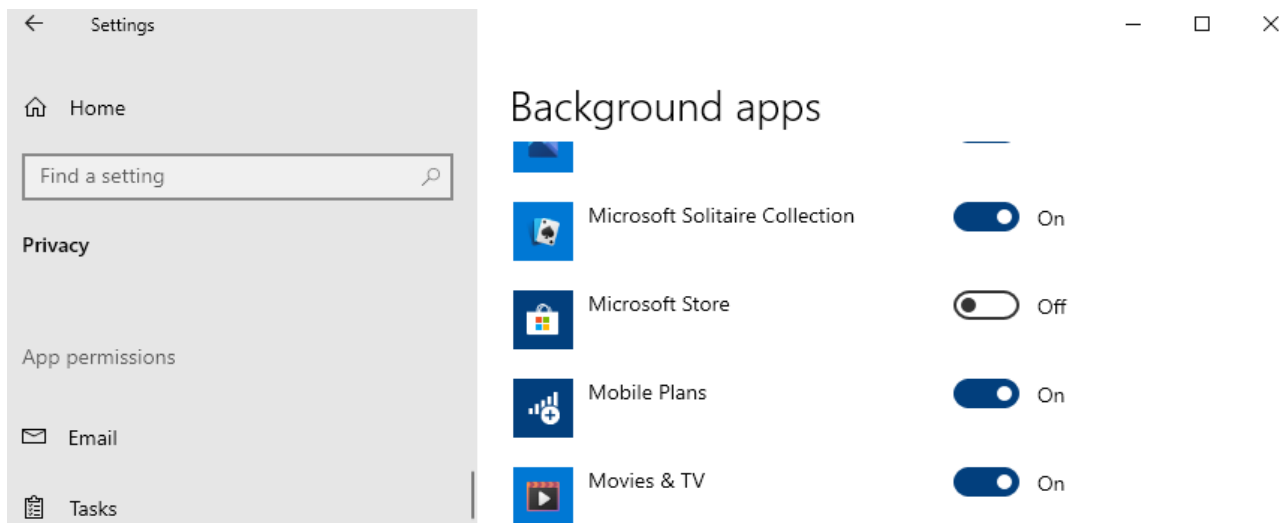 Settings
Home
Find a setting
Privacy
App permissions
Email
Tasks
Background apps
Microsoft Solitaire Collection On
Microsoft Store Off
Mobile Plans On
Movies & TV On